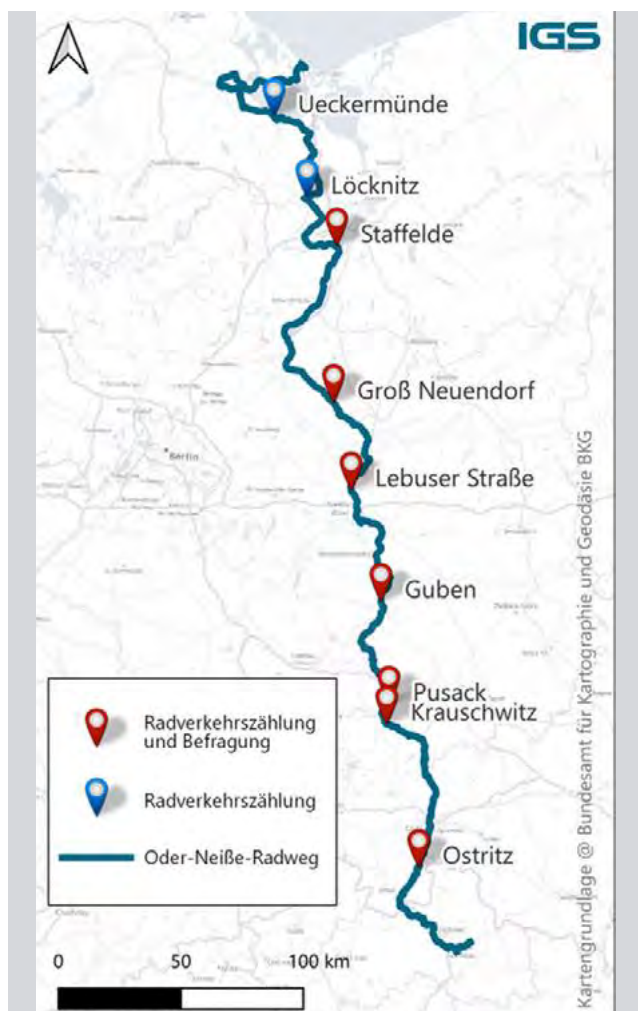 IGS
Ueckermünde
Löcknitz
Staffelde
Groß Neuendorf
Berlin
Lebuser Straße
Guben
Pusack
Krauschwitz
Ostritz
Radverkehrszählung
und Befragung
Radverkehrszählung
Oder-Neiße-Radweg
0 50 100 km
Kartengrundlage @ Bundesamt für Kartographie und Geodäsie BKG